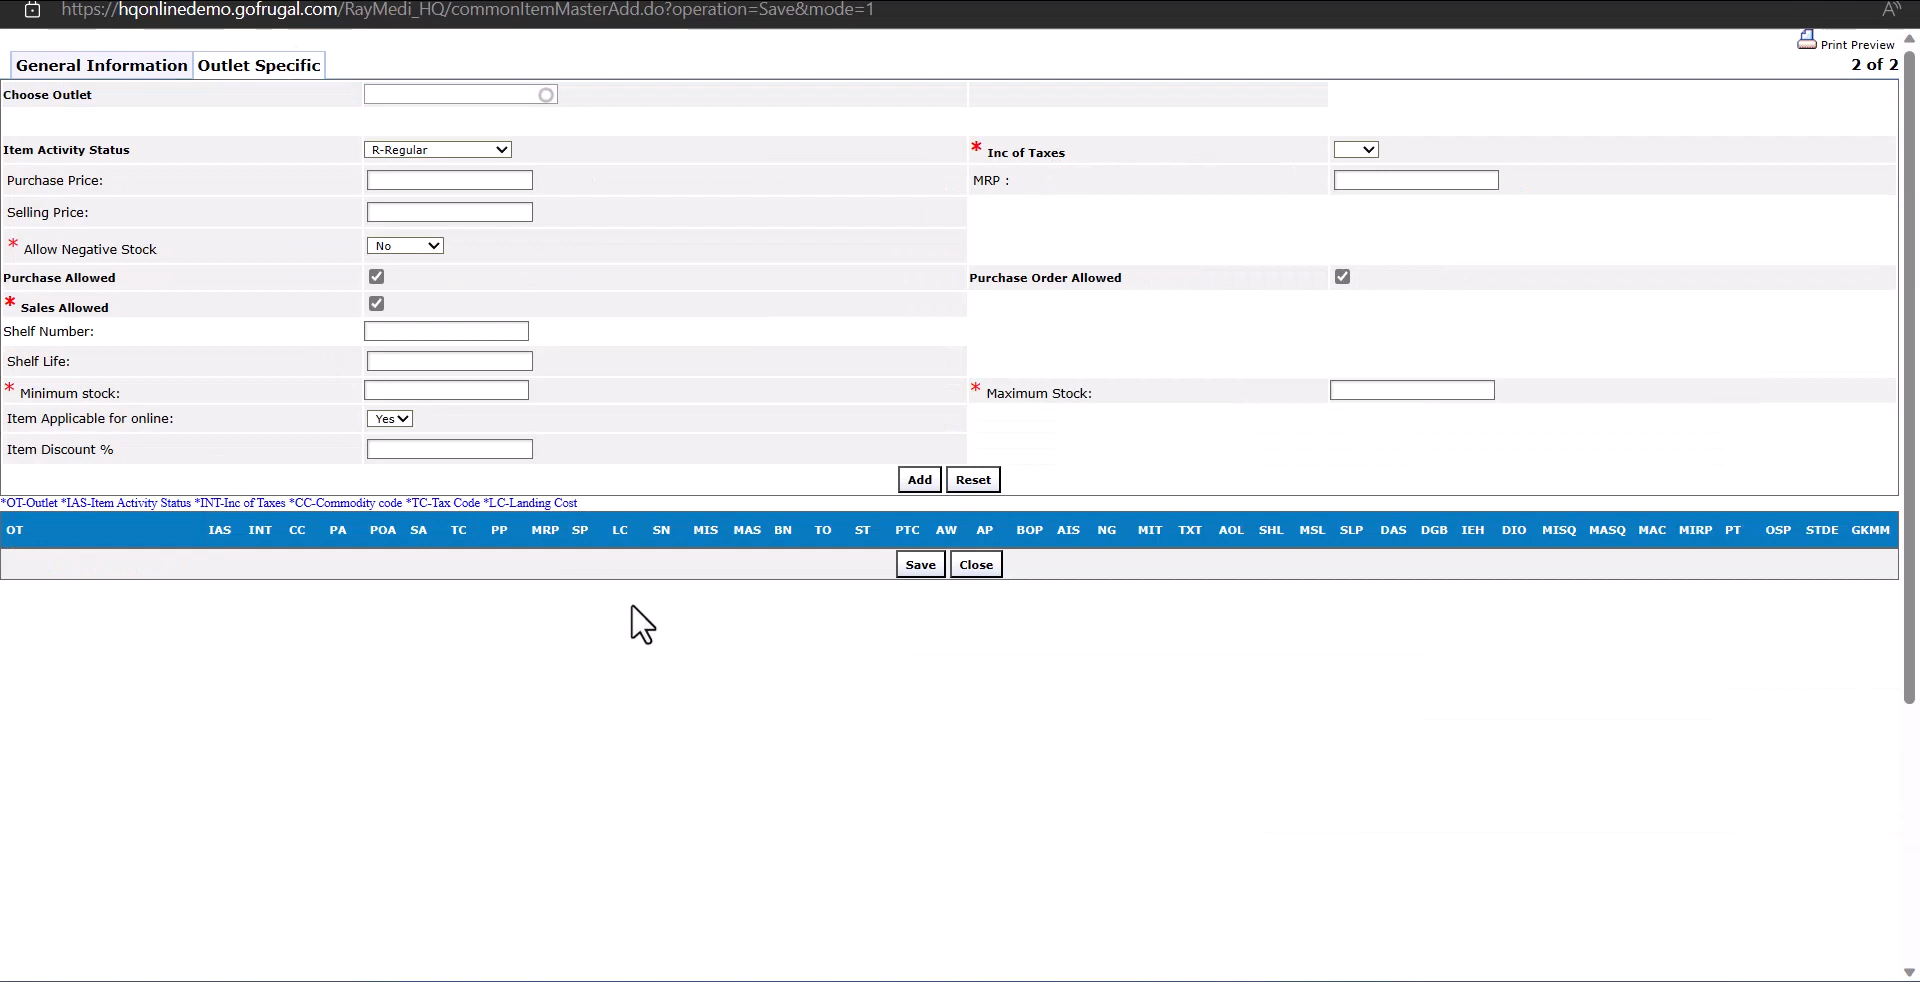 https://hqonlinedemo.gofrugal.com/RayMedi_HQ/commonItemMasterAdd.do?operation=Save&mode=1
Print Preview
General Information Outlet Specific 2 of 2
Choose Outlet
Item Activity Status R-Regular * Inc of Taxes
Purchase Price: MRP :
Selling Price:
* Allow Negative Stock No
Purchase Allowed Purchase Order Allowed
* Sales Allowed
Shelf Number:
Shelf Life:
* Minimum stock: * Maximum Stock:
Item Applicable for online: Yes
Item Discount %
Add Reset
*OT-Outlet *IAS-Item Activity Status *INT-Inc of Taxes *CC-Commodity code *TC-Tax Code *LC-Landing Cost
OT IAS INT CC PA POA SA TC PP MRP SP LC SN MIS MAS BN TO ST PTC AW AP BOP AIS NG MIT TXT AOL SHL MSL SLP DAS DGB IEH DIO MISQ MASQ MAC MIRP PT OSP STDE GKMM
Save Close